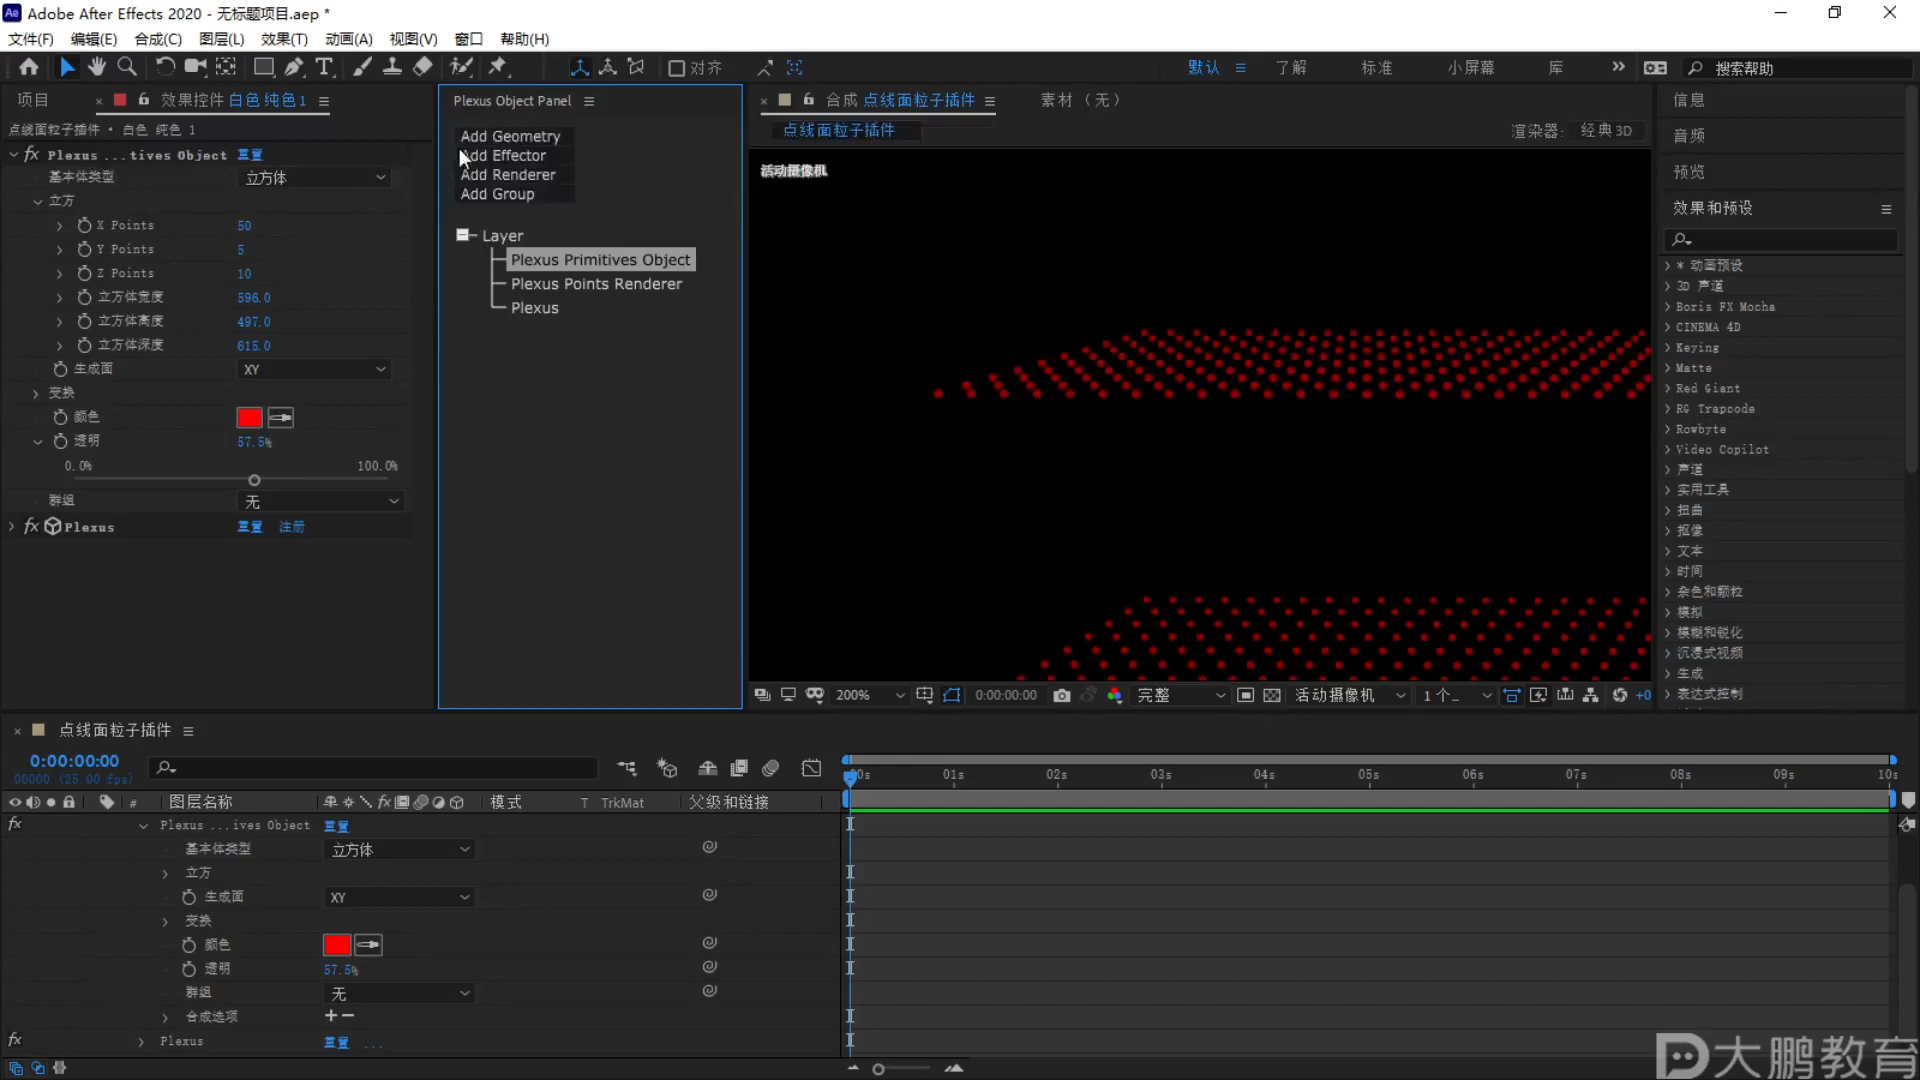 Adobe After Effects 2020 - 无标题项目.aep *
文件(F) 编辑(E) 合成(C) 图层(L) 效果(T) 动画(A) 视图(V) 窗口 帮助(H)
对齐 默认 了解 标准 小屏幕 库 搜索帮助
项目 效果控件 白色 纯色 1
点线面粒子插件 • 白色 纯色 1
fx Plexus ...tives Object 重置
基本体类型 立方体
立方
X Points 50
Y Points 5
Z Points 10
立方体宽度 596.0
立方体高度 497.0
立方体深度 615.0
生成面 XY
变换
颜色
透明 57.5%
0.0% 100.0%
群组 无
fx Plexus 重置 注册
Plexus Object Panel
Add Geometry
Add Effector
Add Renderer
Add Group
Layer
Plexus Primitives Object
Plexus Points Renderer
Plexus
合成 点线面粒子插件 素材 (无)
点线面粒子插件 渲染器: 经典 3D
活动摄像机
200% 0:00:00:00 完整 活动摄像机 1 个... +0
信息
音频
预览
效果和预设
* 动画预设
3D 声道
Boris FX Mocha
CINEMA 4D
Keying
Matte
Red Giant
RG Trapcode
Rowbyte
Video Copilot
声道
实用工具
扭曲
抠像
文本
时间
杂色和颗粒
模拟
模糊和锐化
沉浸式视频
生成
表达式控制
点线面粒子插件
0:00:00:00
00000 (25.00 fps)
00s 01s 02s 03s 04s 05s 06s 07s 08s 09s 10s
# 图层名称 fx 模式 T TrkMat 父级和链接
fx Plexus ...ives Object 重置
基本体类型 立方体
立方
生成面 XY
变换
颜色
透明 57.5%
群组 无
合成选项 +−
fx Plexus 重置 ...
大鹏教育